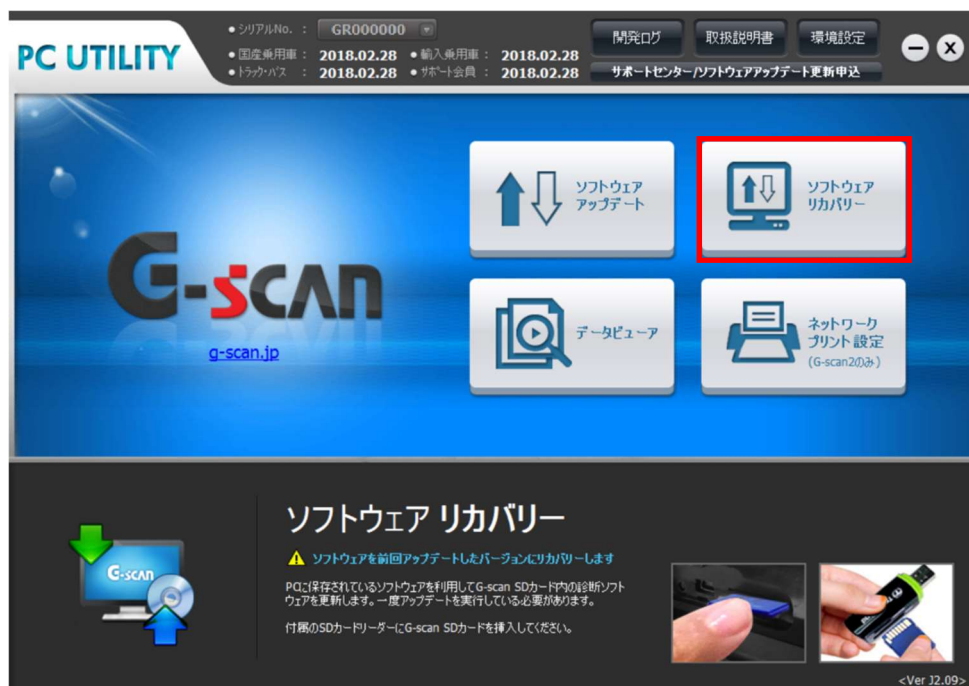 PC UTILITY
● シリアルNo. : GR000000
● 国産乗用車 : 2018.02.28 ● 輸入乗用車 : 2018.02.28
● トラック・バス : 2018.02.28 ● サポート会員 : 2018.02.28
開発ログ 取扱説明書 環境設定
サポートセンター/ソフトウェアアップデート更新申込
G-scan
g-scan.jp
ソフトウェア
アップデート
ソフトウェア
リカバリー
データビューア
ネットワーク
プリント設定
(G-scan2のみ)
G-scan
ソフトウェア リカバリー
ソフトウェアを前回アップデートしたバージョンにリカバリーします
PCに保存されているソフトウェアを利用してG-scan SDカード内の診断ソフト
ウェアを更新します。一度アップデートを実行している必要があります。
付属のSDカードリーダーにG-scan SDカードを挿入してください。
<Ver J2.09>